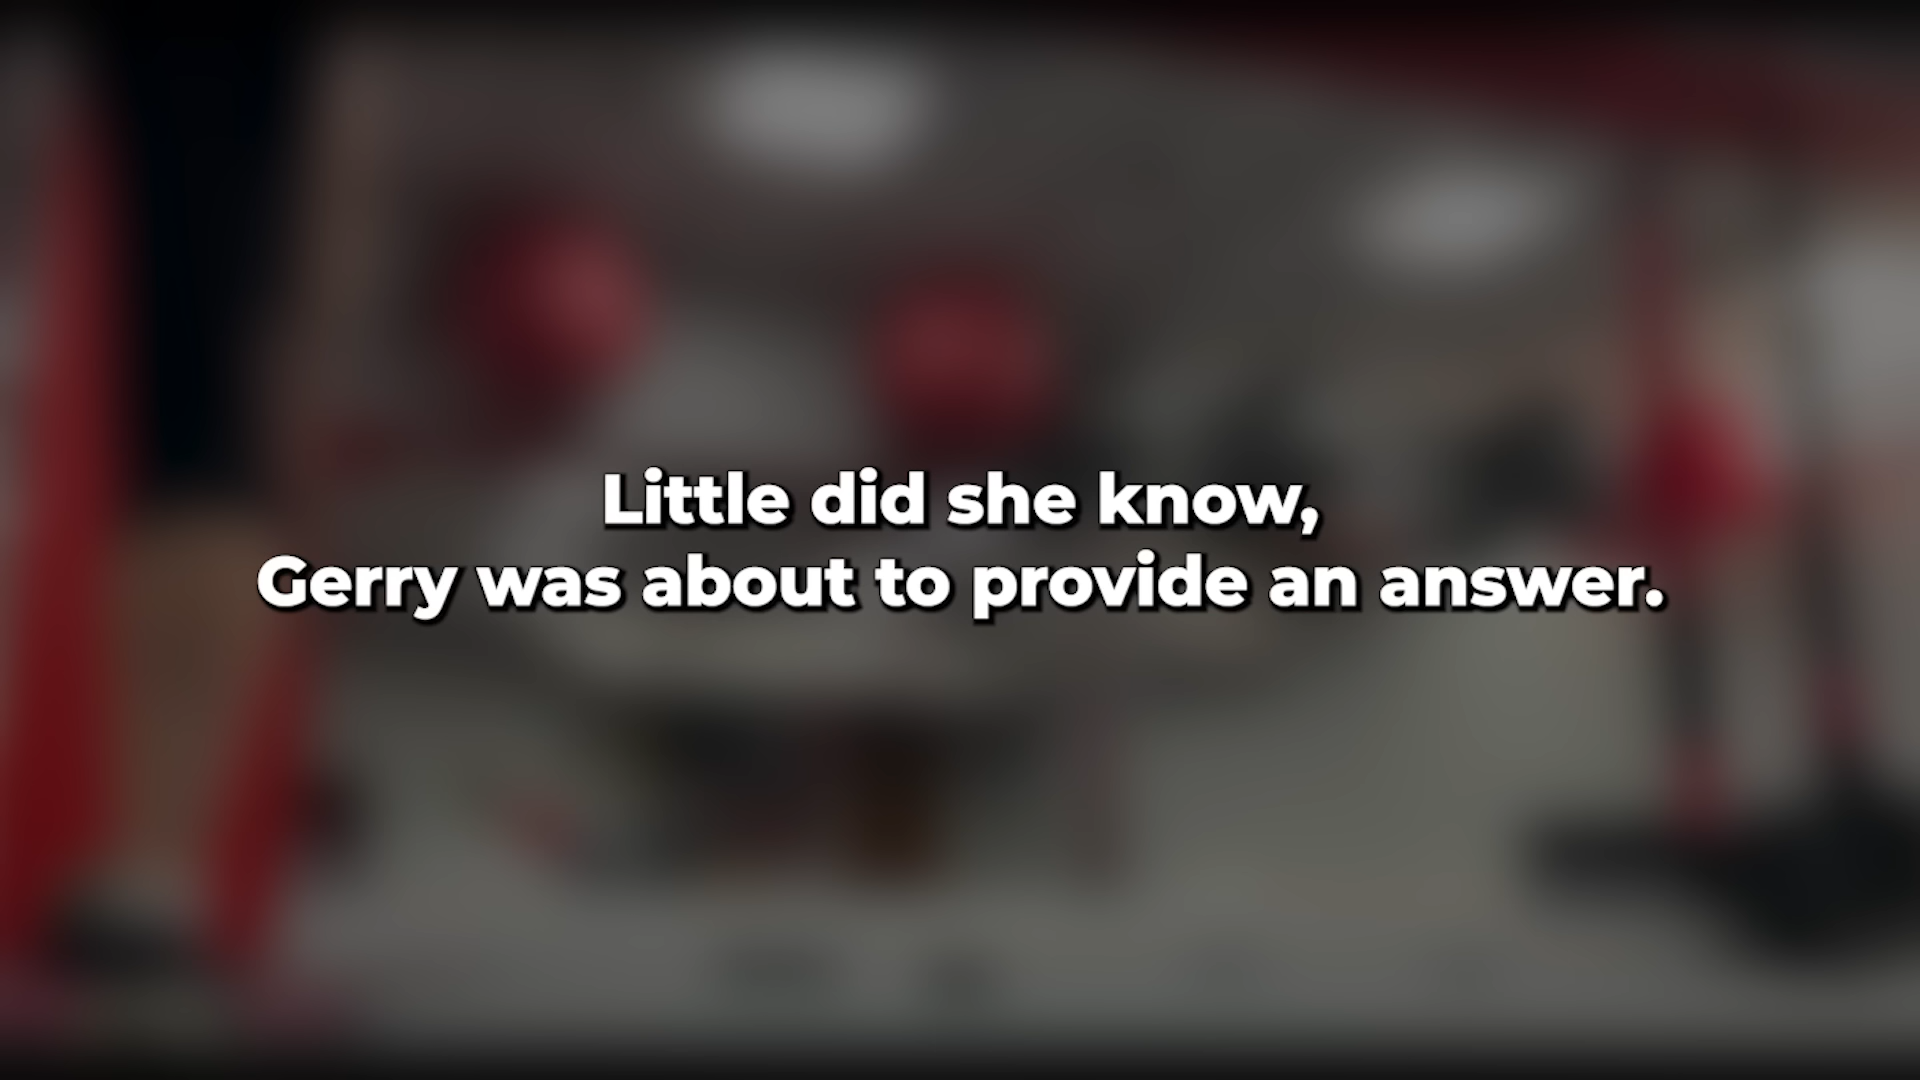 Little did she know,
Gerry was about to provide an answer.